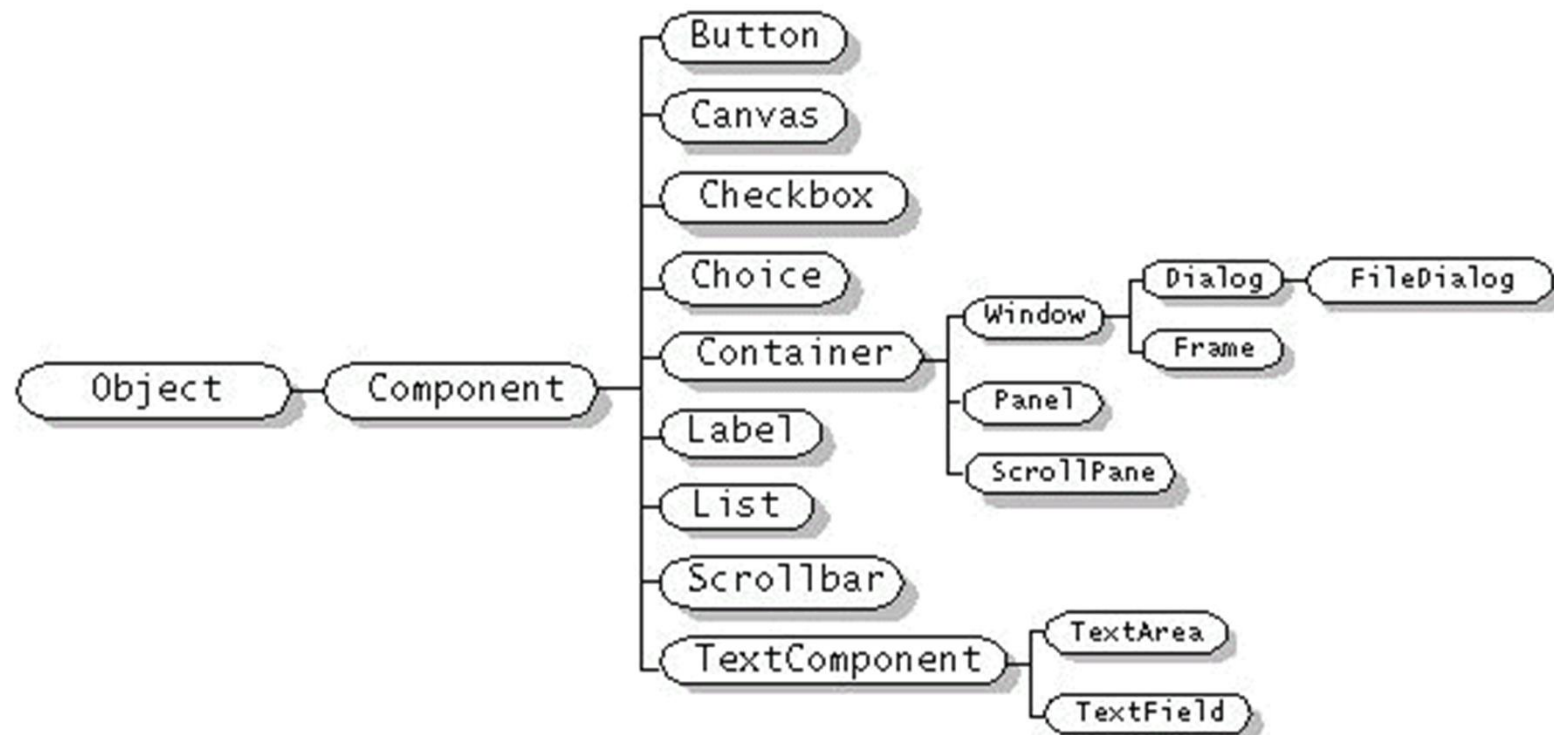 Button
Canvas
Checkbox
Choice
Dialog
FileDialog
Window
Frame
Container
Object
Component
Panel
Label
ScrollPane
List
Scrollbar
TextArea
TextComponent
TextField